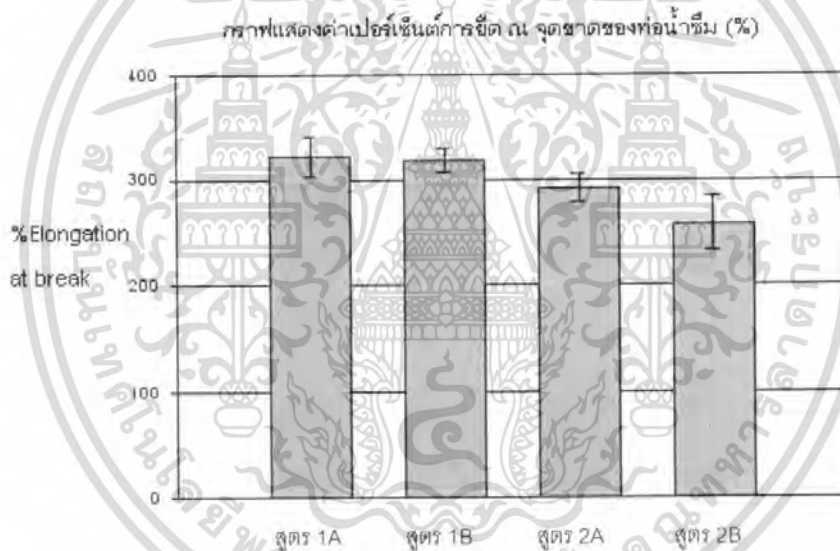 กราฟแสดงค่าเปอร์เซ็นต์การยืด ณ จุดขาดของท่อน้ำซึม (%)
400
300
%Elongation
at break
200
100
0
สูตร 1A สูตร 1B สูตร 2A สูตร 2B